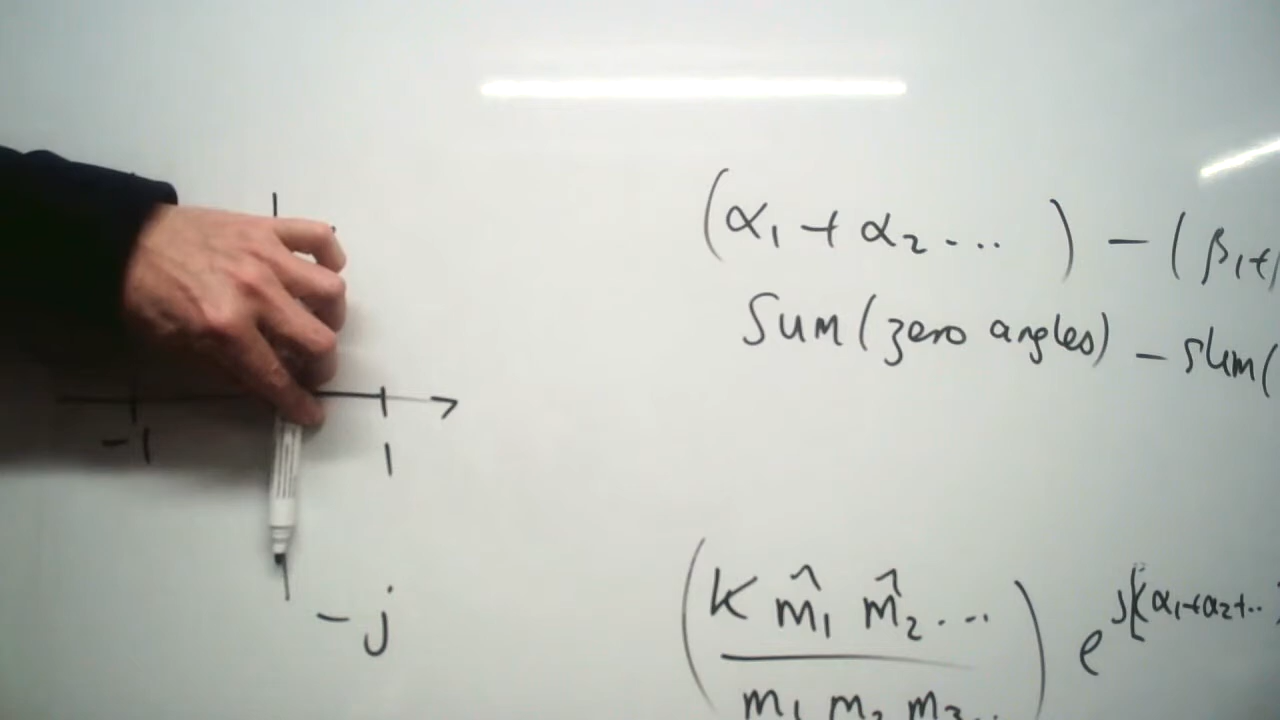 (α₁ + α₂ ... ) - ( β₁ +
Sum (zero angles) - sum (
-1
1
-j
( K m̂₁ m̂₂ ... ) e^j[(α₁+α₂+..
m₁ m₂ m₃ ..